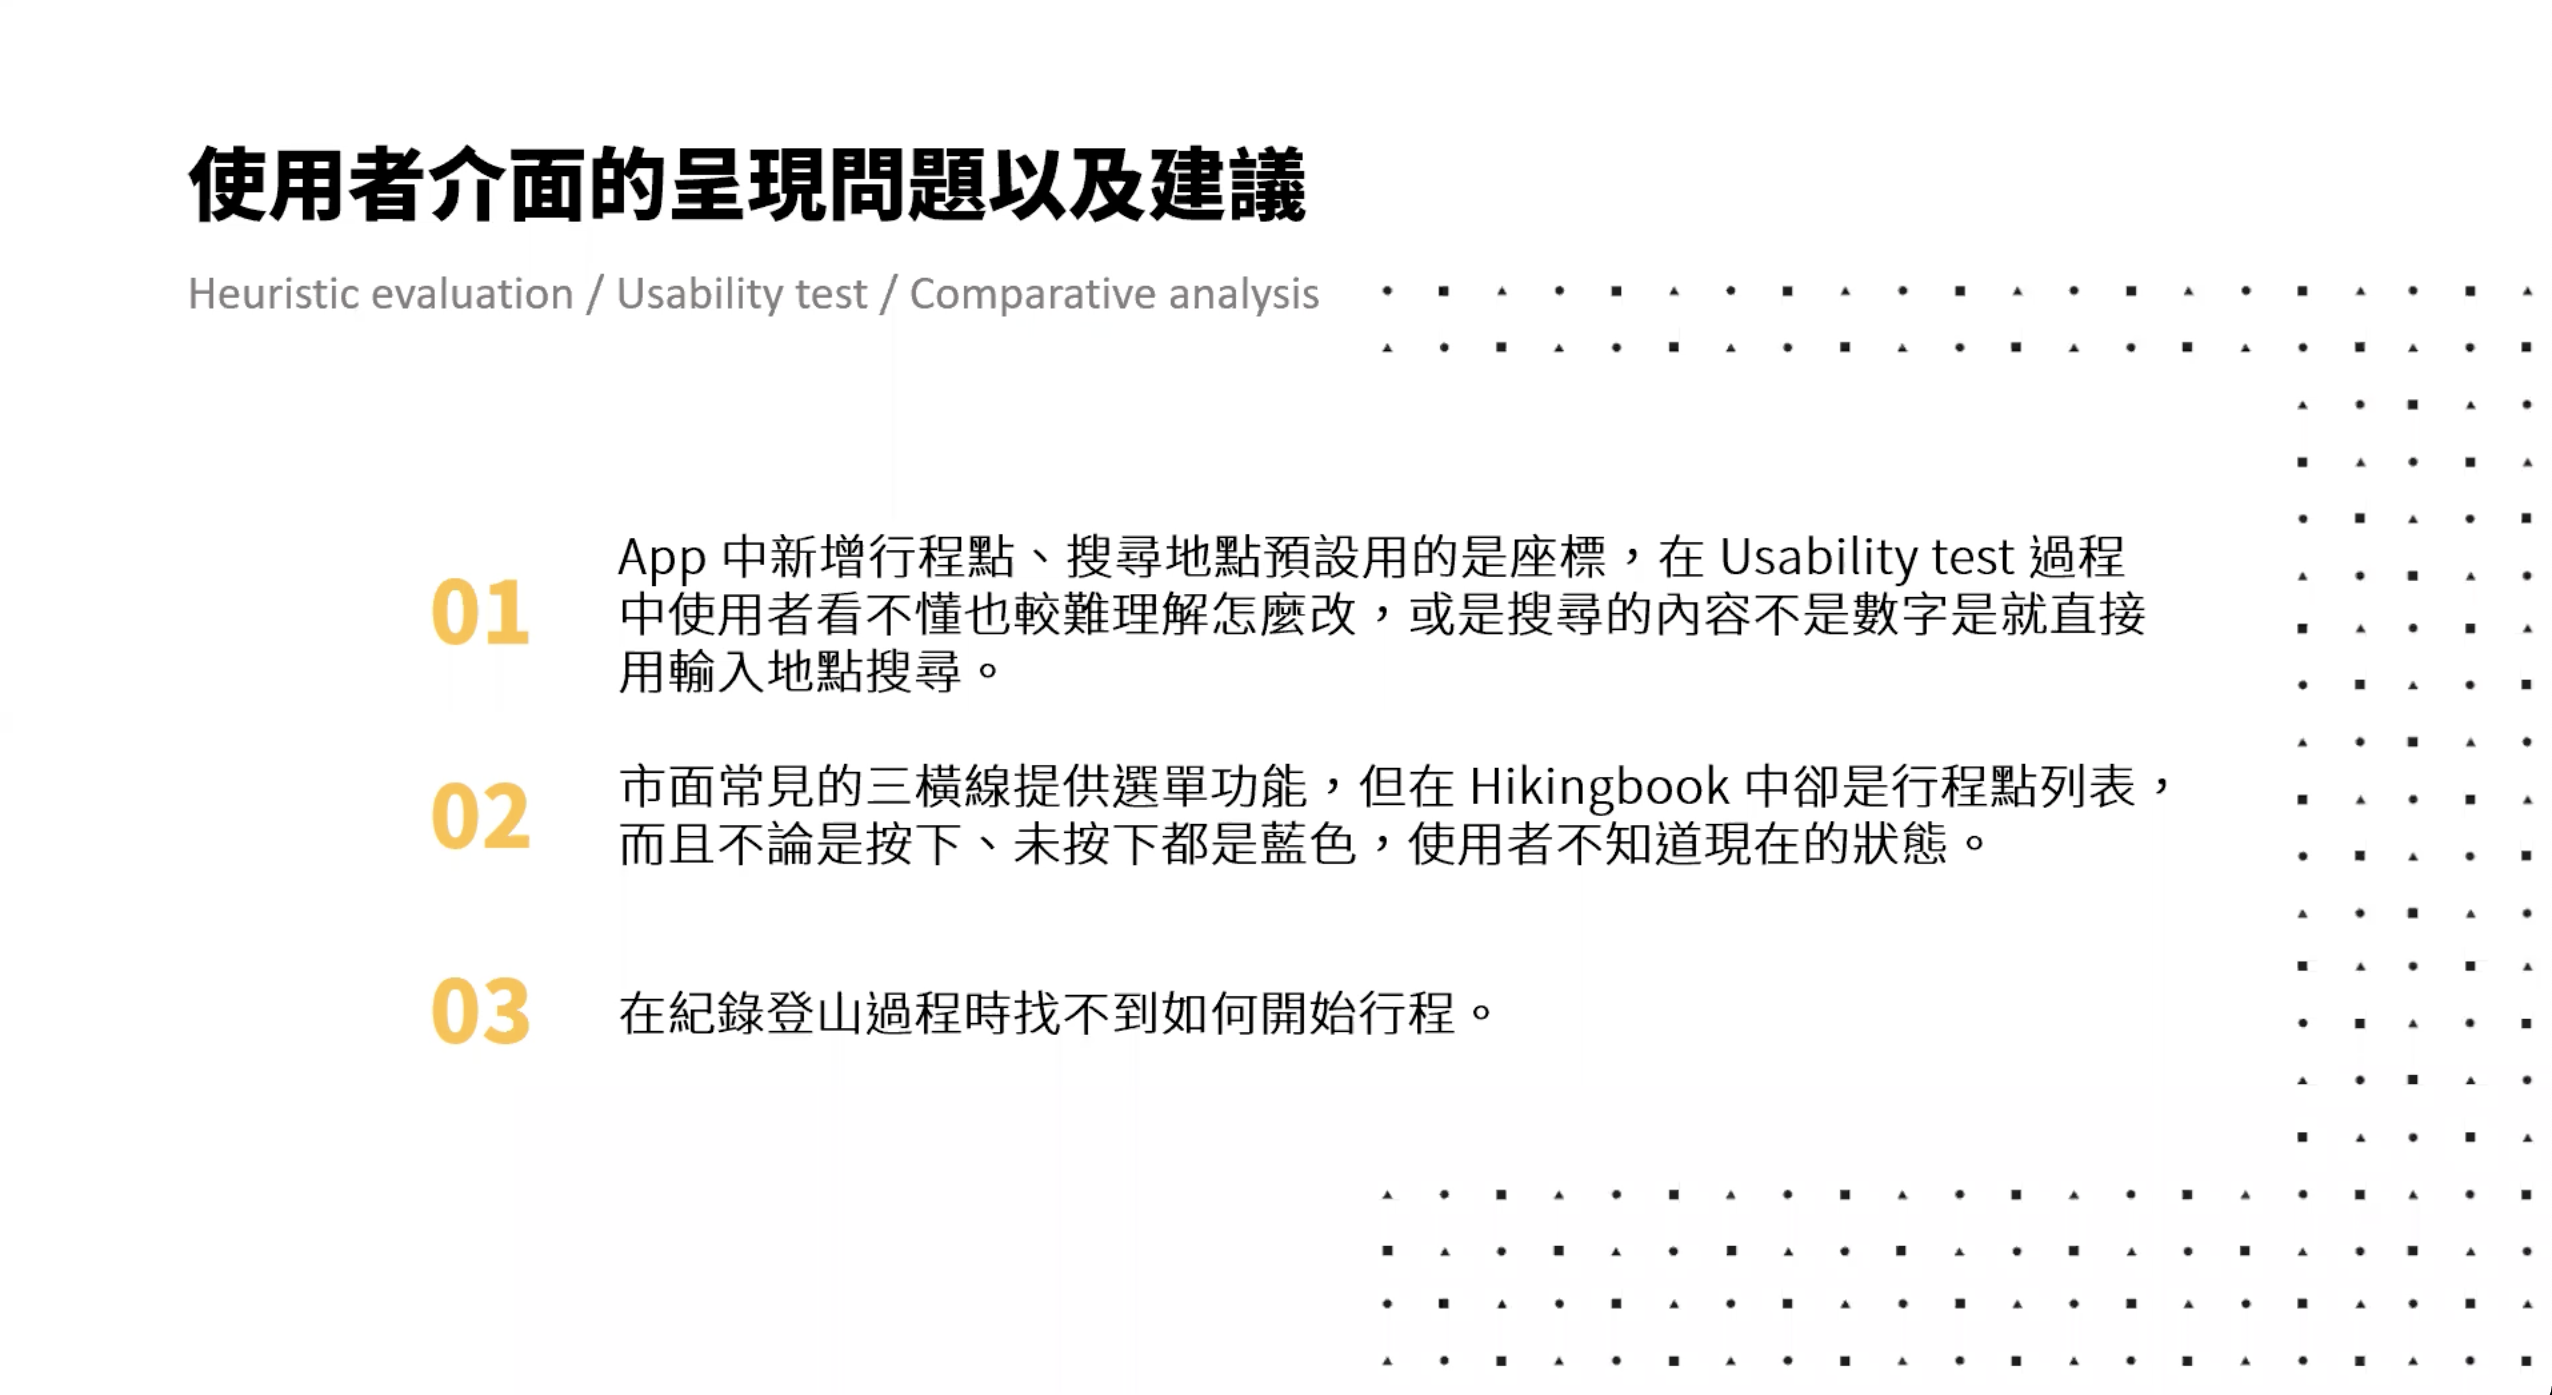 使用者介面的呈現問題以及建議
Heuristic evaluation / Usability test / Comparative analysis
01
App 中新增行程點、搜尋地點預設用的是座標，在 Usability test 過程
中使用者看不懂也較難理解怎麼改，或是搜尋的內容不是數字是就直接
用輸入地點搜尋。
02
市面常見的三橫線提供選單功能，但在 Hikingbook 中卻是行程點列表，
而且不論是按下、未按下都是藍色，使用者不知道現在的狀態。
03
在紀錄登山過程時找不到如何開始行程。